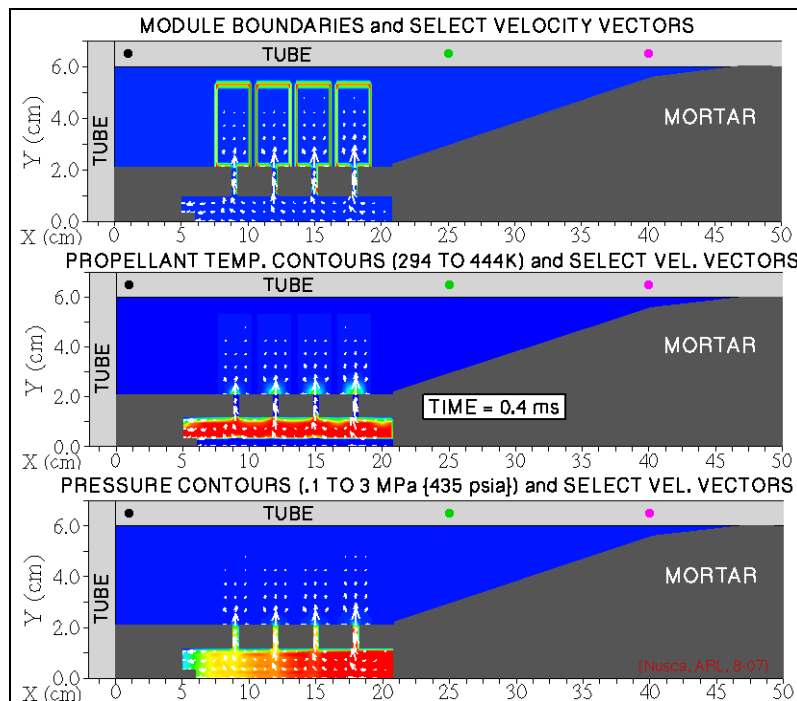 MODULE BOUNDARIES and SELECT VELOCITY VECTORS
TUBE
6.0
4.0
2.0
0.0
Y (cm)
TUBE
MORTAR
X (cm)
0 5 10 15 20 25 30 35 40 45 50
PROPELLANT TEMP. CONTOURS (294 TO 444K) and SELECT VEL. VECTORS
TUBE
6.0
4.0
2.0
0.0
Y (cm)
TUBE
MORTAR
TIME = 0.4 ms
X (cm)
0 5 10 15 20 25 30 35 40 45 50
PRESSURE CONTOURS (.1 TO 3 MPa {435 psia}) and SELECT VEL. VECTORS
TUBE
6.0
4.0
2.0
0.0
Y (cm)
TUBE
MORTAR
(Nusca, ARL, 8-07)
X (cm)
0 5 10 15 20 25 30 35 40 45 50